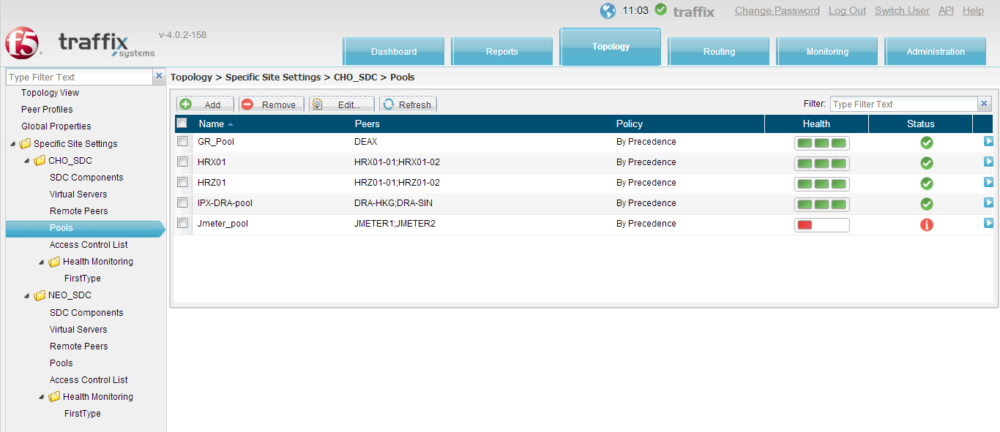 11:03 traffix Change Password Log Out Switch User API Help
f5 traffix systems v-4.0.2-158
Dashboard Reports Topology Routing Monitoring Administration
Type Filter Text
Topology View
Peer Profiles
Global Properties
Specific Site Settings
CHO_SDC
SDC Components
Virtual Servers
Remote Peers
Pools
Access Control List
Health Monitoring
FirstType
NEO_SDC
SDC Components
Virtual Servers
Remote Peers
Pools
Access Control List
Health Monitoring
FirstType
Topology > Specific Site Settings > CHO_SDC > Pools
Add Remove Edit... Refresh Filter: Type Filter Text
Name Peers Policy Health Status
GR_Pool DEAX By Precedence
HRX01 HRX01-01;HRX01-02 By Precedence
HRZ01 HRZ01-01;HRZ01-02 By Precedence
IPX-DRA-pool DRA-HKG;DRA-SIN By Precedence
Jmeter_pool JMETER1;JMETER2 By Precedence